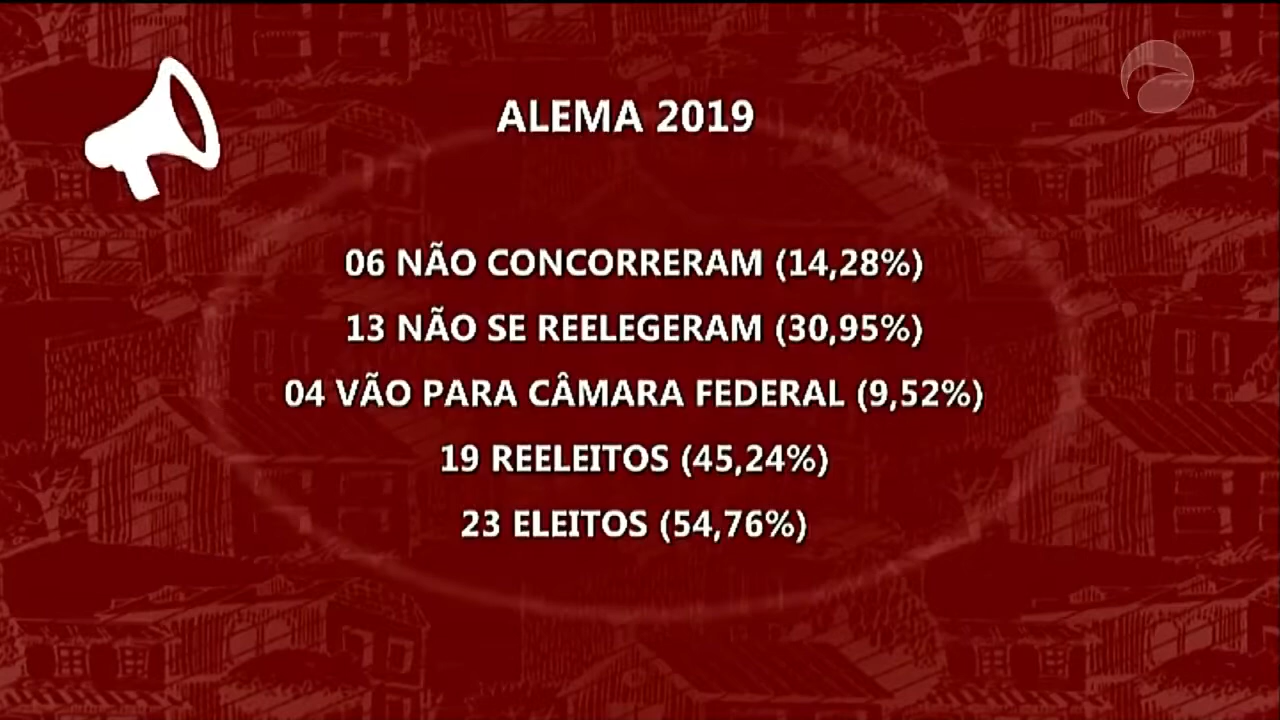 ALEMA 2019
06 NÃO CONCORRERAM (14,28%)
13 NÃO SE REELEGERAM (30,95%)
04 VÃO PARA CÂMARA FEDERAL (9,52%)
19 REELEITOS (45,24%)
23 ELEITOS (54,76%)